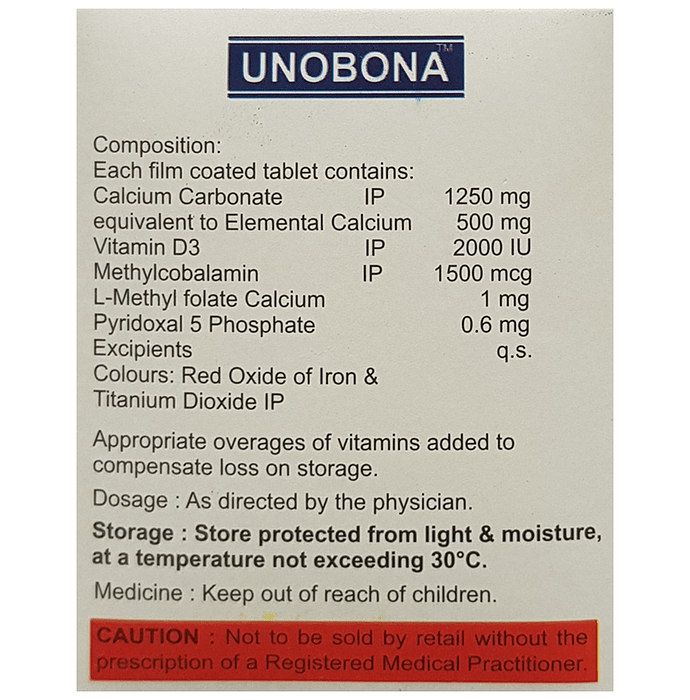 UNOBONA™
Composition:
Each film coated tablet contains:
Calcium Carbonate IP 1250 mg
equivalent to Elemental Calcium 500 mg
Vitamin D3 IP 2000 IU
Methylcobalamin IP 1500 mcg
L-Methyl folate Calcium 1 mg
Pyridoxal 5 Phosphate 0.6 mg
Excipients q.s.
Colours: Red Oxide of Iron &
Titanium Dioxide IP
Appropriate overages of vitamins added to
compensate loss on storage.
Dosage : As directed by the physician.
Storage : Store protected from light & moisture,
at a temperature not exceeding 30°C.
Medicine : Keep out of reach of children.
CAUTION : Not to be sold by retail without the
prescription of a Registered Medical Practitioner.